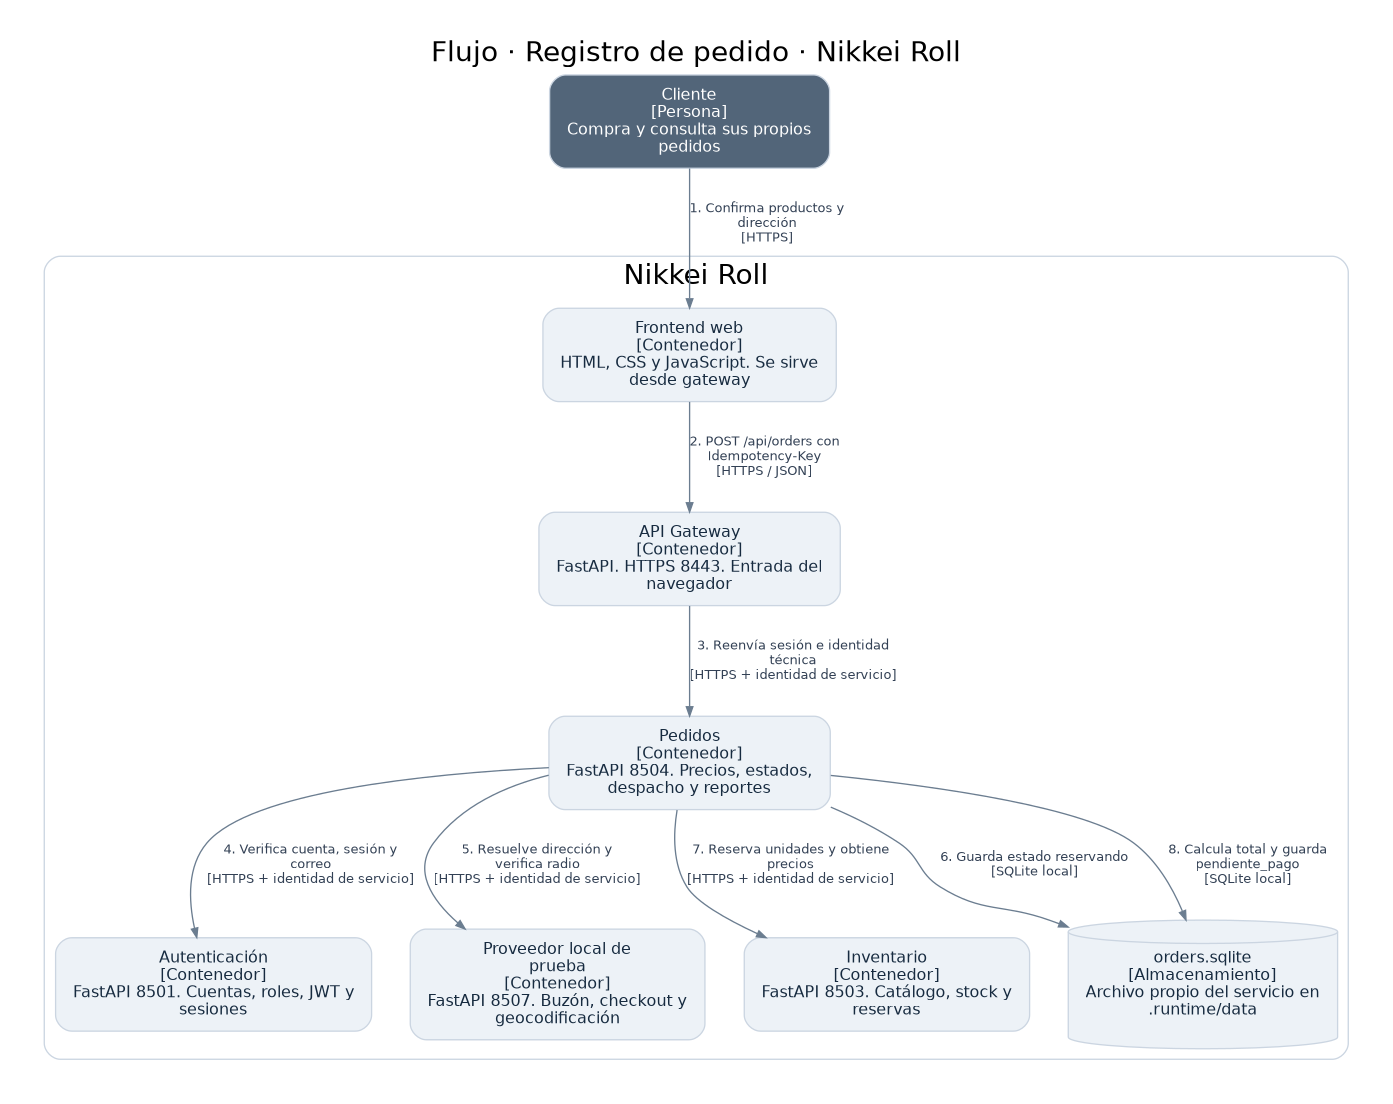 Flujo · Registro de pedido · Nikkei Roll
Cliente
[Persona]
Compra y consulta sus propios
pedidos
1. Confirma productos y
dirección
[HTTPS]
Nikkei Roll
Frontend web
[Contenedor]
HTML, CSS y JavaScript. Se sirve
desde gateway
2. POST /api/orders con
Idempotency-Key
[HTTPS / JSON]
API Gateway
[Contenedor]
FastAPI. HTTPS 8443. Entrada del
navegador
3. Reenvía sesión e identidad
técnica
[HTTPS + identidad de servicio]
Pedidos
[Contenedor]
FastAPI 8504. Precios, estados,
despacho y reportes
4. Verifica cuenta, sesión y
correo
[HTTPS + identidad de servicio]
5. Resuelve dirección y
verifica radio
[HTTPS + identidad de servicio]
7. Reserva unidades y obtiene
precios
[HTTPS + identidad de servicio]
6. Guarda estado reservando
[SQLite local]
8. Calcula total y guarda
pendiente_pago
[SQLite local]
Autenticación
[Contenedor]
FastAPI 8501. Cuentas, roles, JWT y
sesiones
Proveedor local de
prueba
[Contenedor]
FastAPI 8507. Buzón, checkout y
geocodificación
Inventario
[Contenedor]
FastAPI 8503. Catálogo, stock y
reservas
orders.sqlite
[Almacenamiento]
Archivo propio del servicio en
.runtime/data